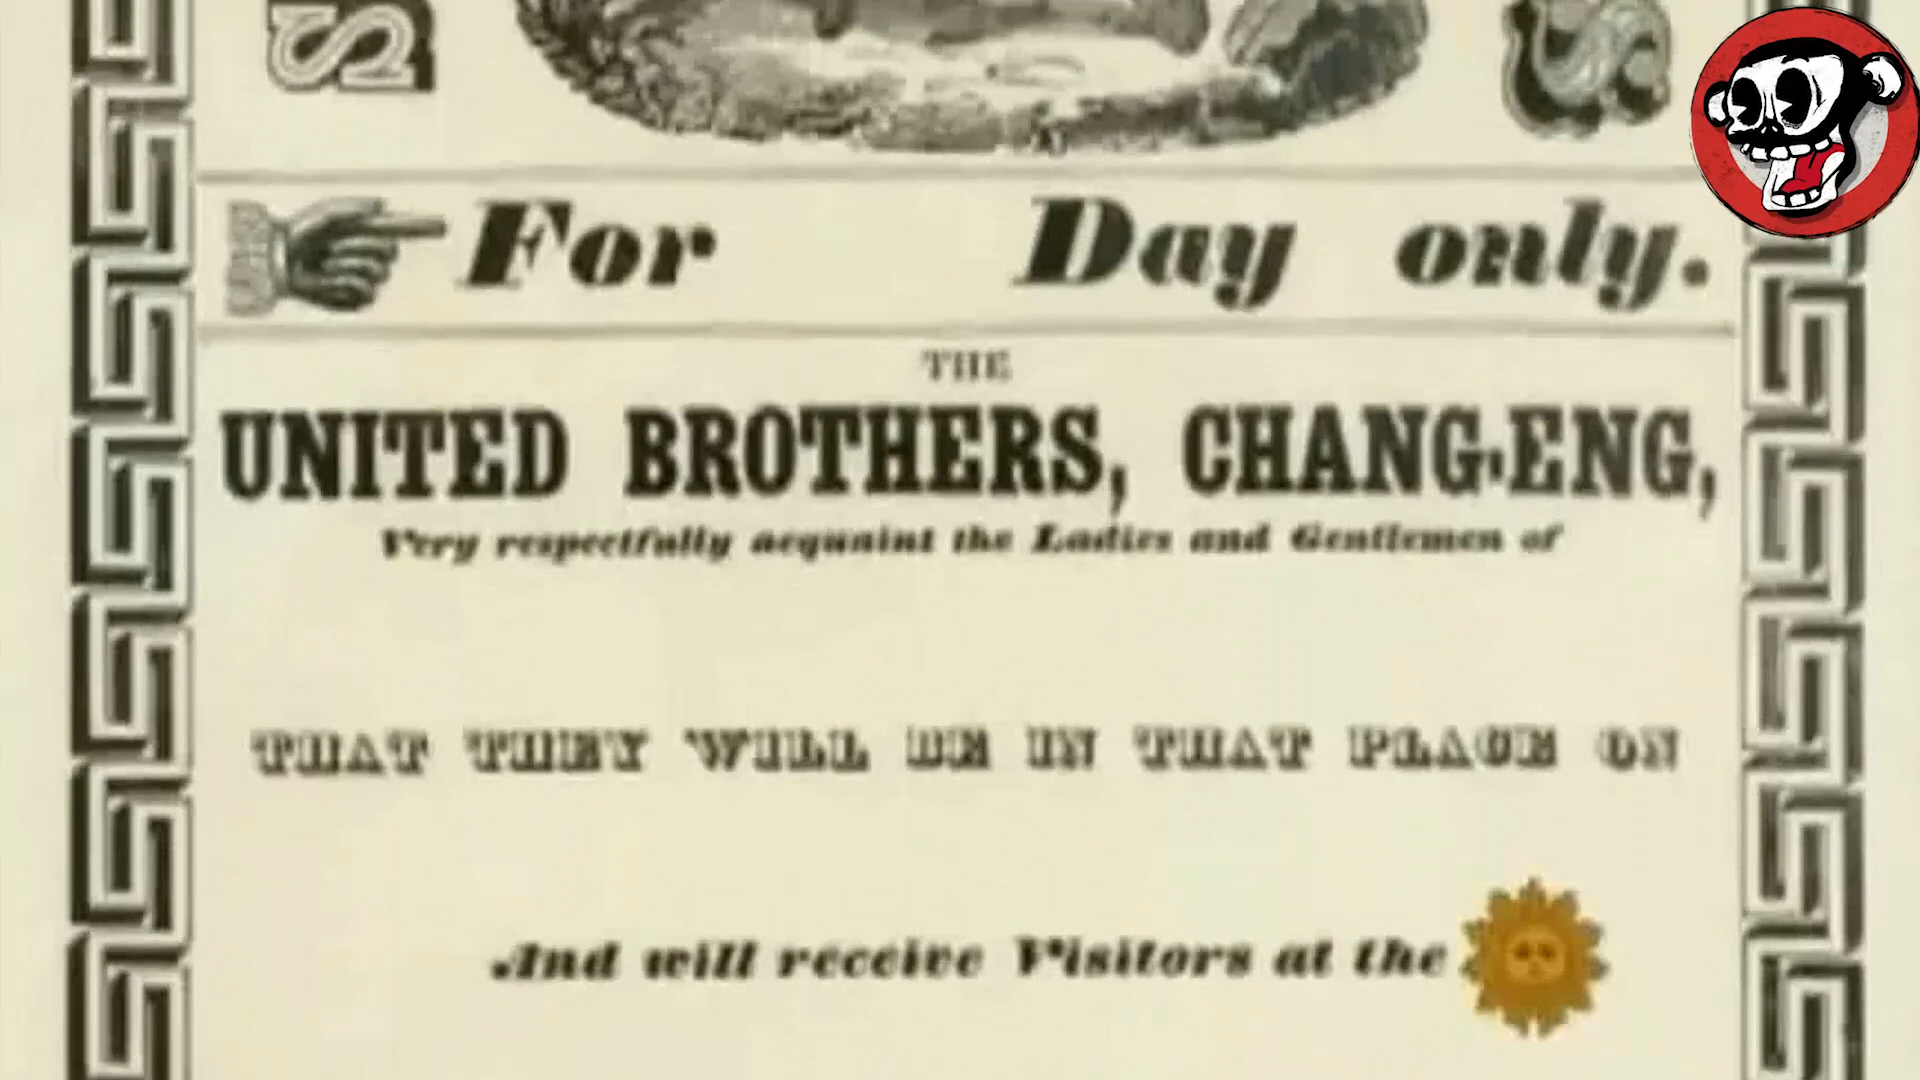 S S
For Day only.
THE
UNITED BROTHERS, CHANG-ENG,
Very respectfully acquaint the Ladies and Gentlemen of
THAT THEY WILL BE IN THAT PLACE ON
And will receive Visitors at the